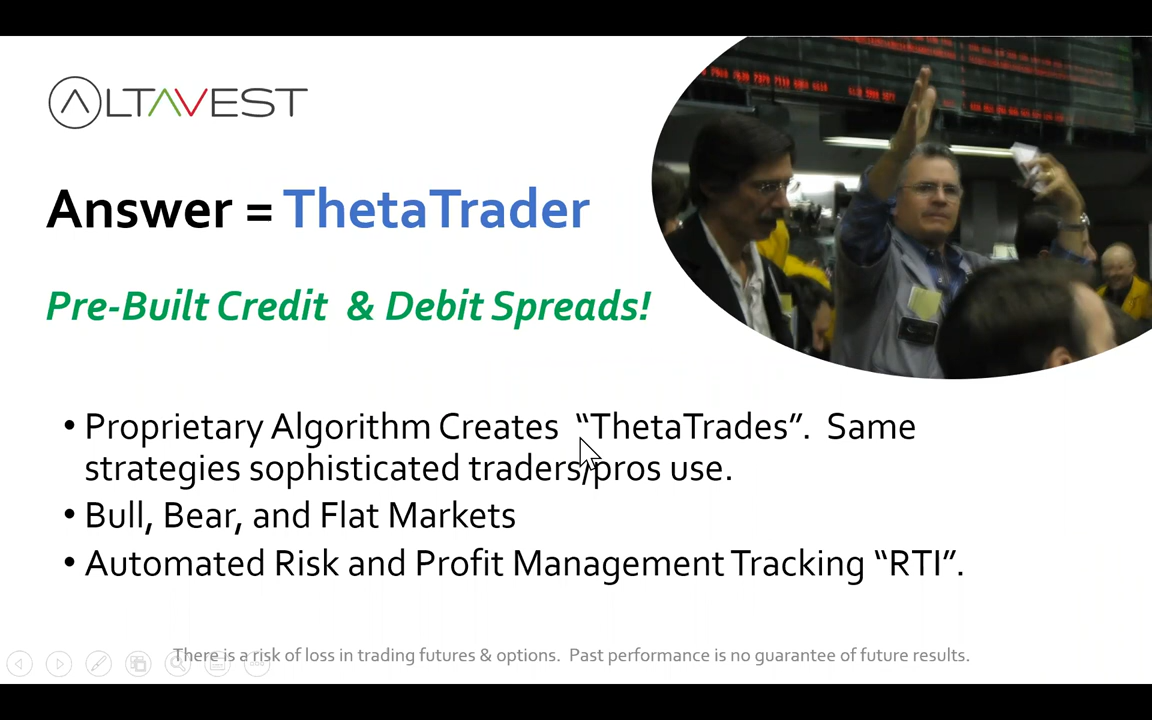 ALTAVEST
Answer = ThetaTrader
Pre-Built Credit & Debit Spreads!
• Proprietary Algorithm Creates “ThetaTrades”. Same
strategies sophisticated traders/pros use.
• Bull, Bear, and Flat Markets
• Automated Risk and Profit Management Tracking “RTI”.
There is a risk of loss in trading futures & options. Past performance is no guarantee of future results.